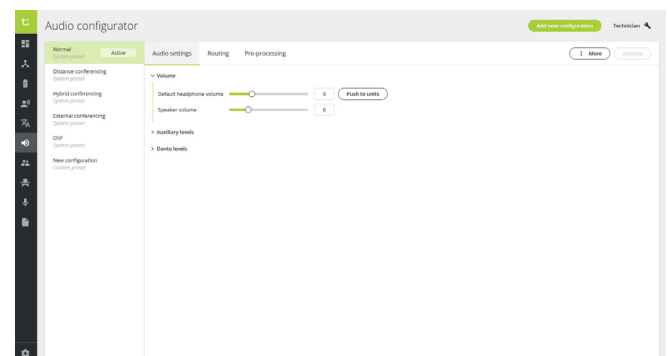 Audio configurator
Add new configuration
Technician
Normal
System preset
Active
Distance conferencing
System preset
Hybrid conferencing
System preset
External conferencing
System preset
DSP
System preset
New configuration
Custom preset
Audio settings
Routing
Pre-processing
More
Activate
Volume
Default headphone volume
9
Push to units
Speaker volume
6
Auxiliary levels
Dante levels